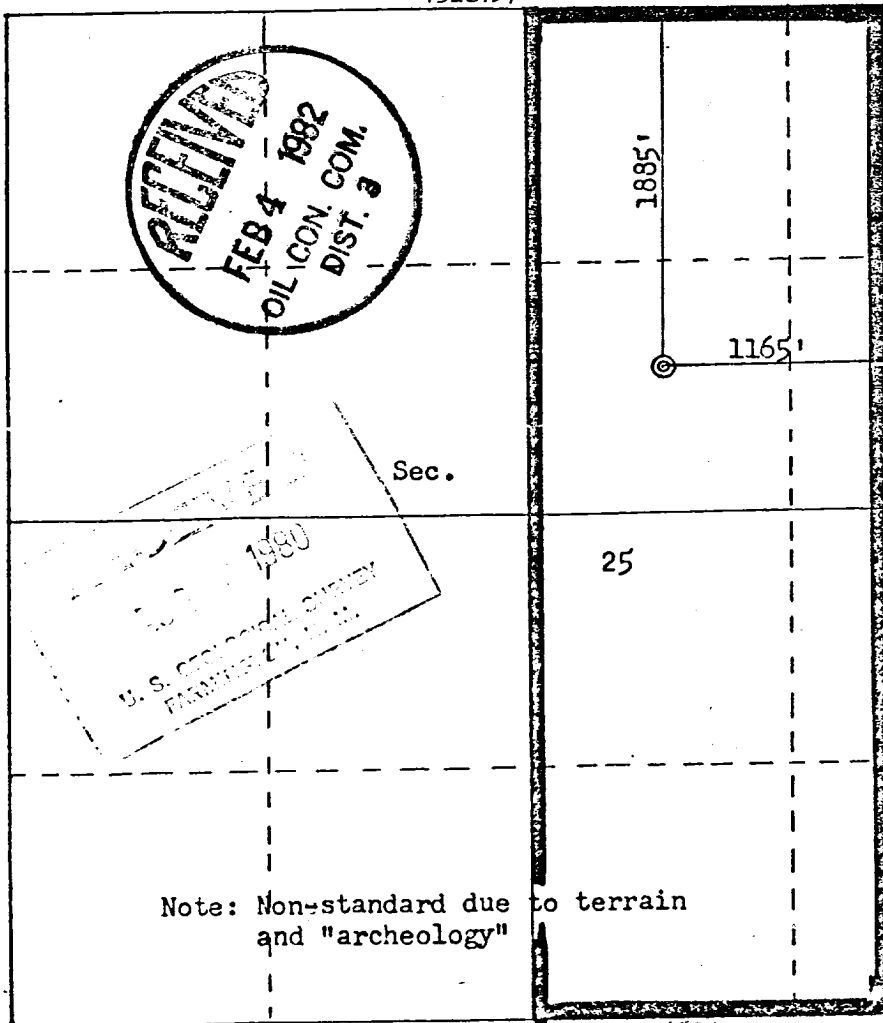 RECEIVED
FEB 4 1982
OIL CON. COM.
DIST. 3
1885'
1165'
Sec.
25
1980
U. S. GEOLOGICAL SURVEY
Note: Non-standard due to terrain
and "archeology"